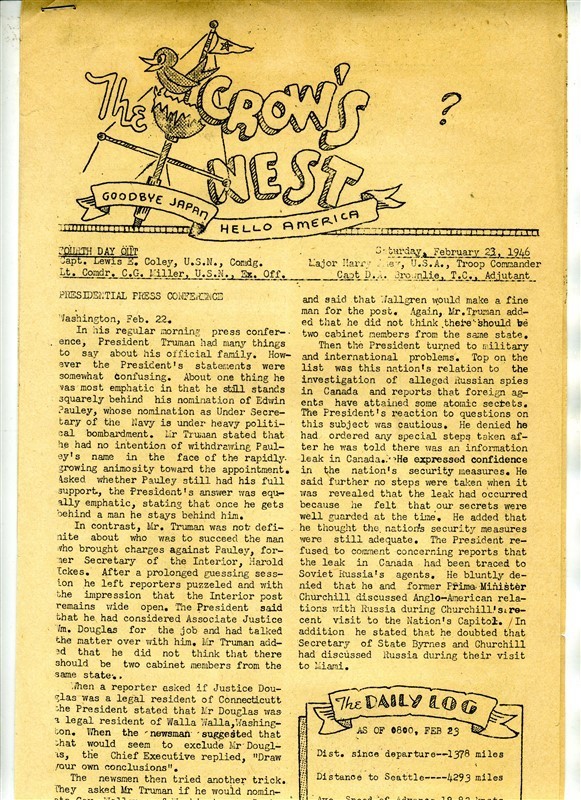 The CROW'S NEST
?
GOODBYE JAPAN
HELLO AMERICA
FOURTH DAY OUT
Saturday, February 23, 1946
Capt. Lewis E. Coley, U.S.N., Comdg.
Major Harry U.S.A., Troop Commander
Lt. Comdr. C.G. Miller, U.S.N., Ex. Off.
Capt D.A. Brownlie, T.C., Adjutant
PRESIDENTIAL PRESS CONFERENCE
Washington, Feb. 22.
In his regular morning press confer-
ence, President Truman had many things
to say about his official family. How-
ever the President's statements were
somewhat confusing. About one thing he
was most emphatic in that he still stands
squarely behind his nomination of Edwin
Pauley, whose nomination as Under Secre-
tary of the Navy is under heavy politi-
cal bombardment. Mr Truman stated that
he had no intention of withdrawing Paul-
ey's name in the face of the rapidly-
growing animosity toward the appointment.
Asked whether Pauley still had his full
support, the President's answer was equ-
ally emphatic, stating that once he gets
behind a man he stays behind him.
In contrast, Mr. Truman was not defi-
nite about who was to succeed the man
who brought charges against Pauley, for-
mer Secretary of the Interior, Harold
Ickes. After a prolonged guessing sess-
ion he left reporters puzzeled and with
the impression that the Interior post
remains wide open. The President said
that he had considered Associate Justice
Wm. Douglas for the job and had talked
the matter over with him. Mr Truman add-
ed that he did not think that there
should be two cabinet members from the
same state..
When a reporter asked if Justice Dou-
glas was a legal resident of Connecticutt
the President stated that Mr Douglas was
a legal resident of Walla Walla,Washing-
ton. When the newsman suggested that
that would seem to exclude Mr Dougl-
as, the Chief Executive replied, "Draw
your own conclusions".
The newsmen then tried another trick.
They asked Mr Truman if he would nomin-
and said that Wallgren would make a fine
man for the post. Again, Mr.Truman add-
ed that he did not think there should be
two cabinet members from the same state.
Then the President turned to military
and international problems. Top on the
list was this nation's relation to the
investigation of alleged Russian spies
in Canada and reports that foreign ag-
ents have attained some atomic secrets.
The President's reaction to questions on
this subject was cautious. He denied he
had ordered any special steps taken af-
ter he was told there was an information
leak in Canada. He expressed confidence
in the nation's security measures. He
said further no steps were taken when it
was revealed that the leak had occurred
because he felt that our secrets were
well guarded at the time. He added that
he thought the nations security measures
were still adequate. The President re-
fused to comment concerning reports that
the leak in Canada had been traced to
Soviet Russia's agents. He bluntly de-
nied that he and former Prime Minister
Churchill discussed Anglo-American rela-
tions with Russia during Churchill's re-
cent visit to the Nation's Capitol. In
addition he stated that he doubted that
Secretary of State Byrnes and Churchill
had discussed Russia during their visit
to Miami.
The DAILY LOG
AS OF 0800, FEB 23
Dist. since departure--1378 miles
Distance to Seattle----4293 miles